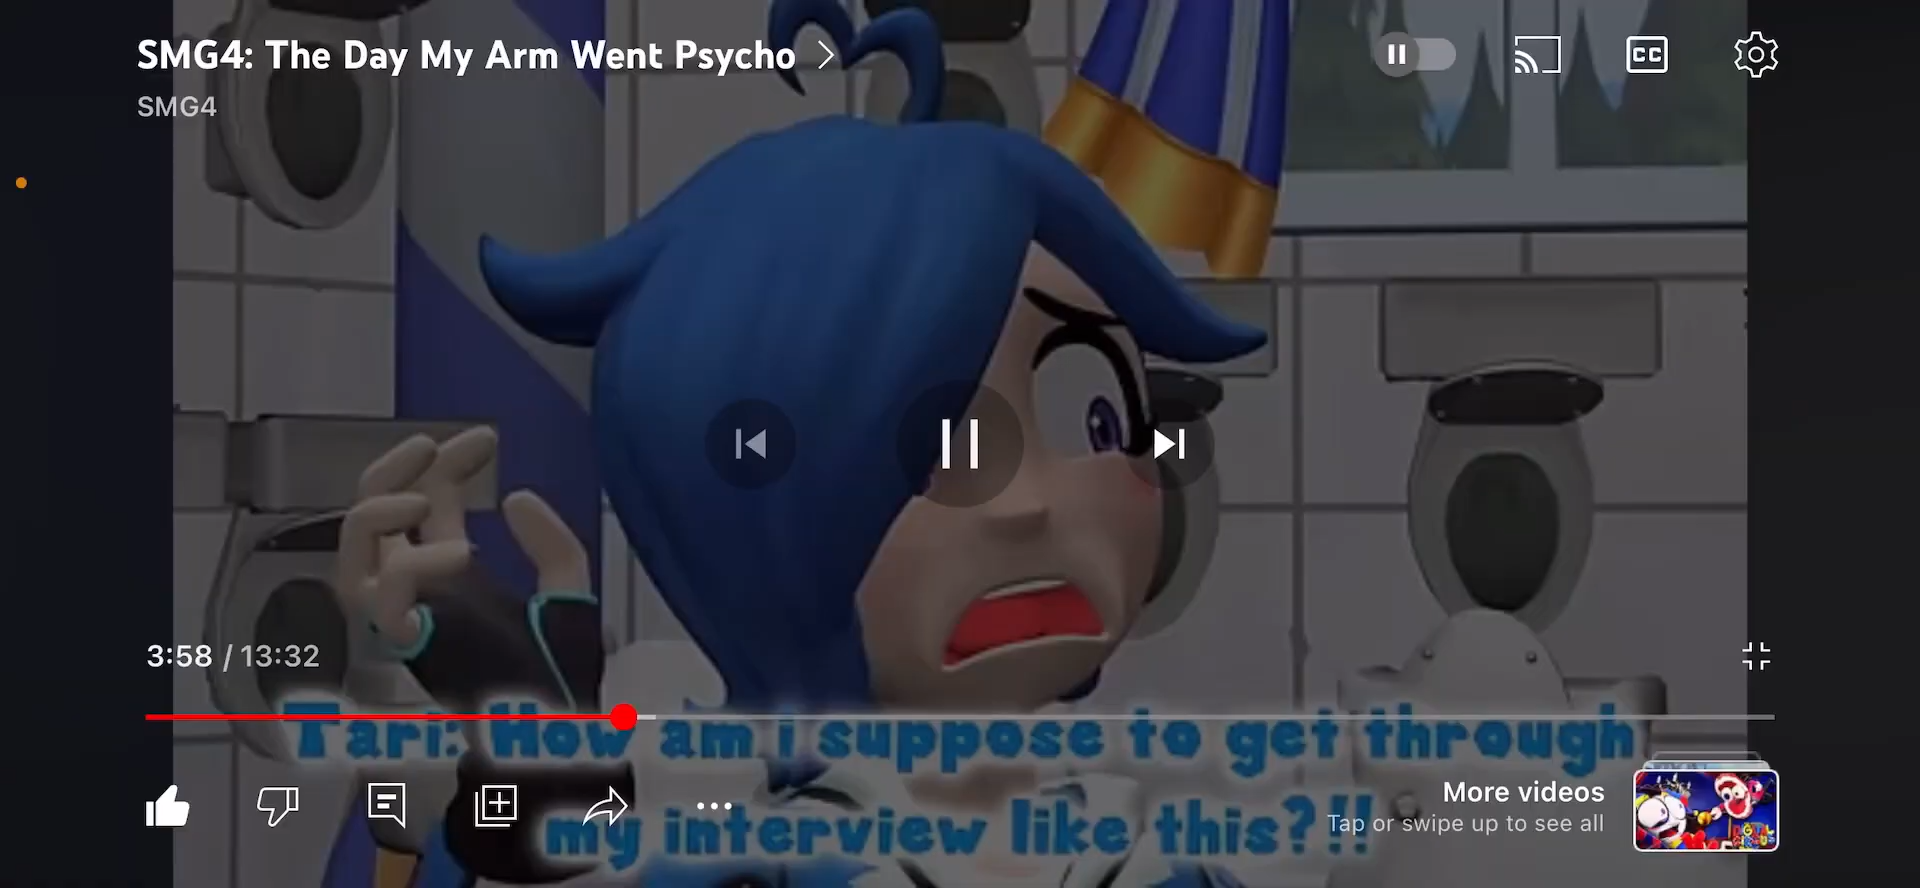 SMG4: The Day My Arm Went Psycho
SMG4
CC
3:58 / 13:32
Tari: How am i suppose to get through
my interview like this?!!
More videos
Tap or swipe up to see all